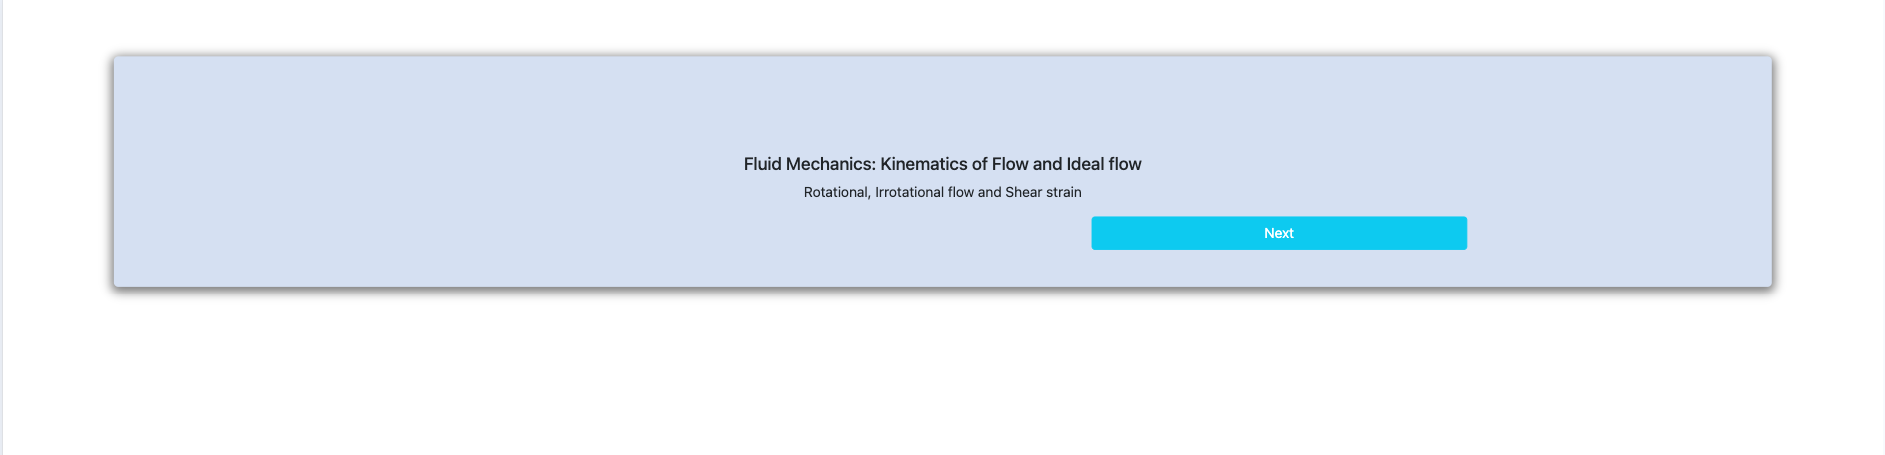 Fluid Mechanics: Kinematics of Flow and Ideal flow
Rotational, Irrotational flow and Shear strain
Next